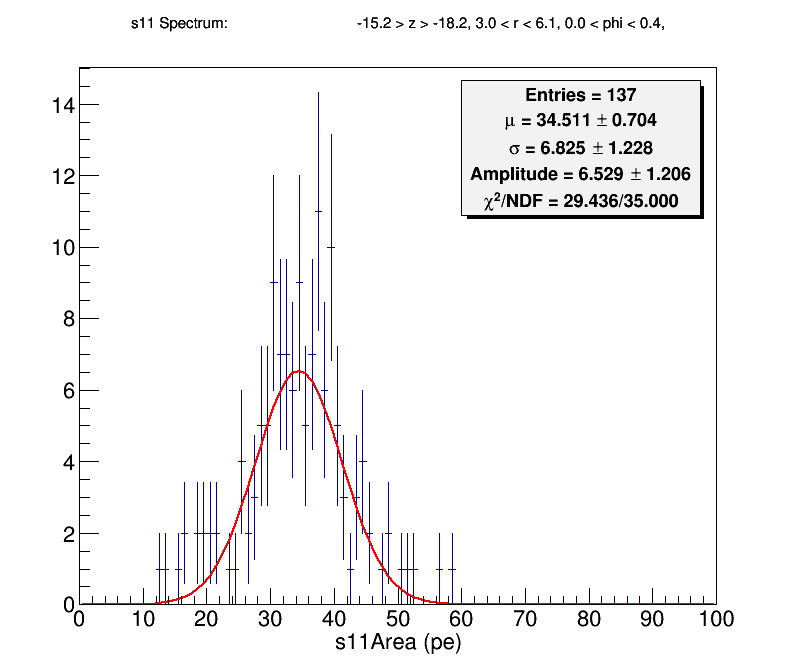 s11 Spectrum: -15.2 > z > -18.2, 3.0 < r < 6.1, 0.0 < phi < 0.4,
Entries = 137
μ = 34.511 ± 0.704
σ = 6.825 ± 1.228
Amplitude = 6.529 ± 1.206
χ²/NDF = 29.436/35.000
14
12
10
8
6
4
2
0
0 10 20 30 40 50 60 70 80 90 100
s11Area (pe)